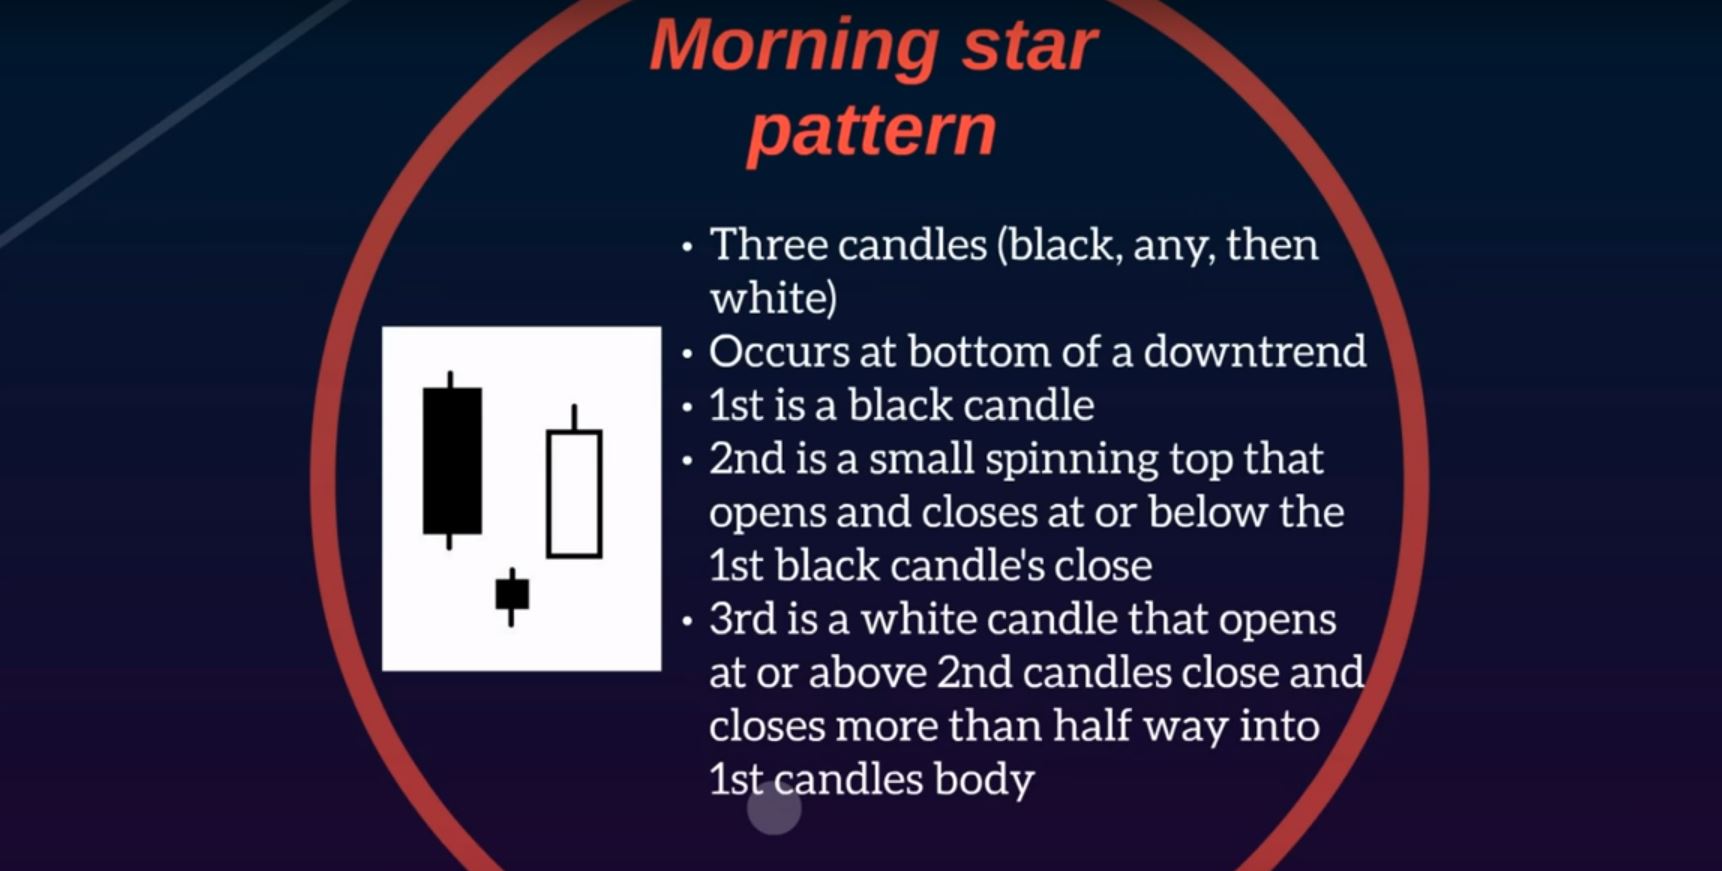 Morning star
pattern
• Three candles (black, any, then
white)
• Occurs at bottom of a downtrend
• 1st is a black candle
• 2nd is a small spinning top that
opens and closes at or below the
1st black candle's close
• 3rd is a white candle that opens
at or above 2nd candles close and
closes more than half way into
1st candles body